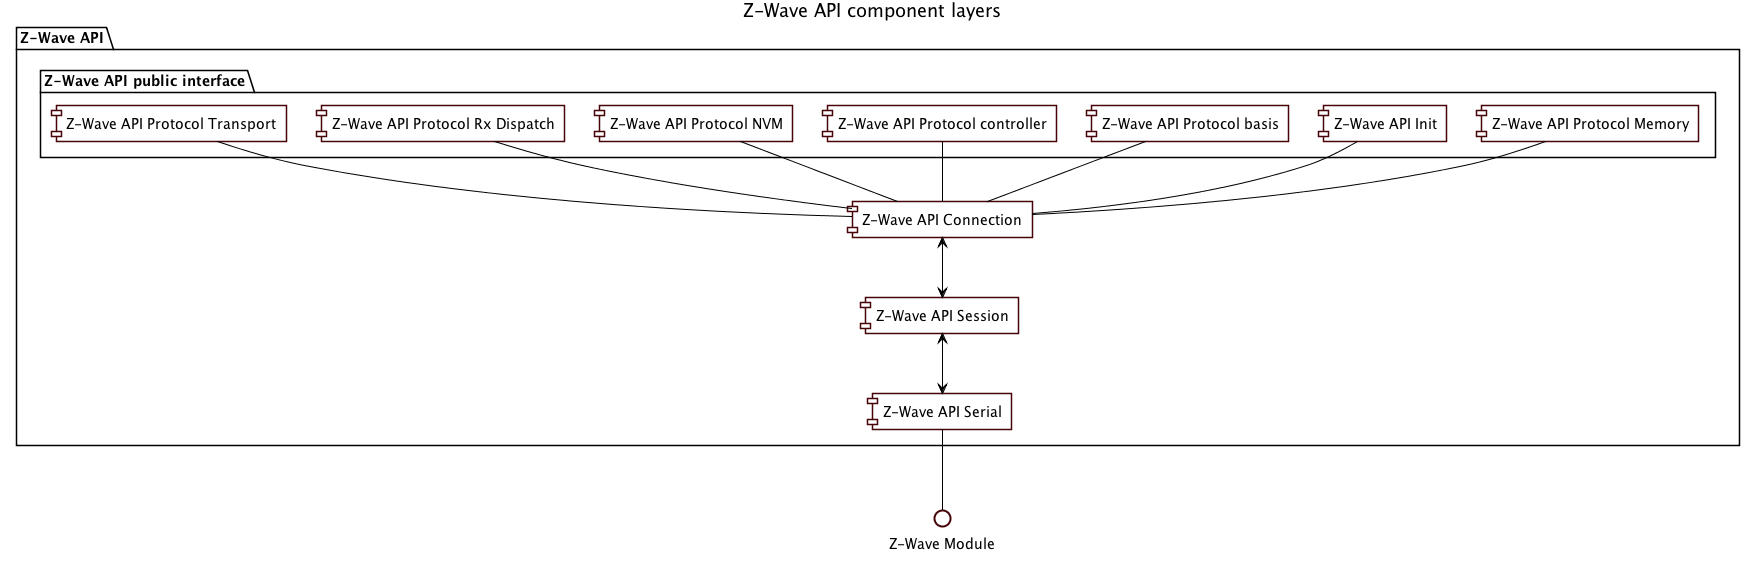 Z-Wave API component layers
Z-Wave API
Z-Wave API public interface
Z-Wave API Protocol Transport
Z-Wave API Protocol Rx Dispatch
Z-Wave API Protocol NVM
Z-Wave API Protocol controller
Z-Wave API Protocol basis
Z-Wave API Init
Z-Wave API Protocol Memory
Z-Wave API Connection
Z-Wave API Session
Z-Wave API Serial
Z-Wave Module